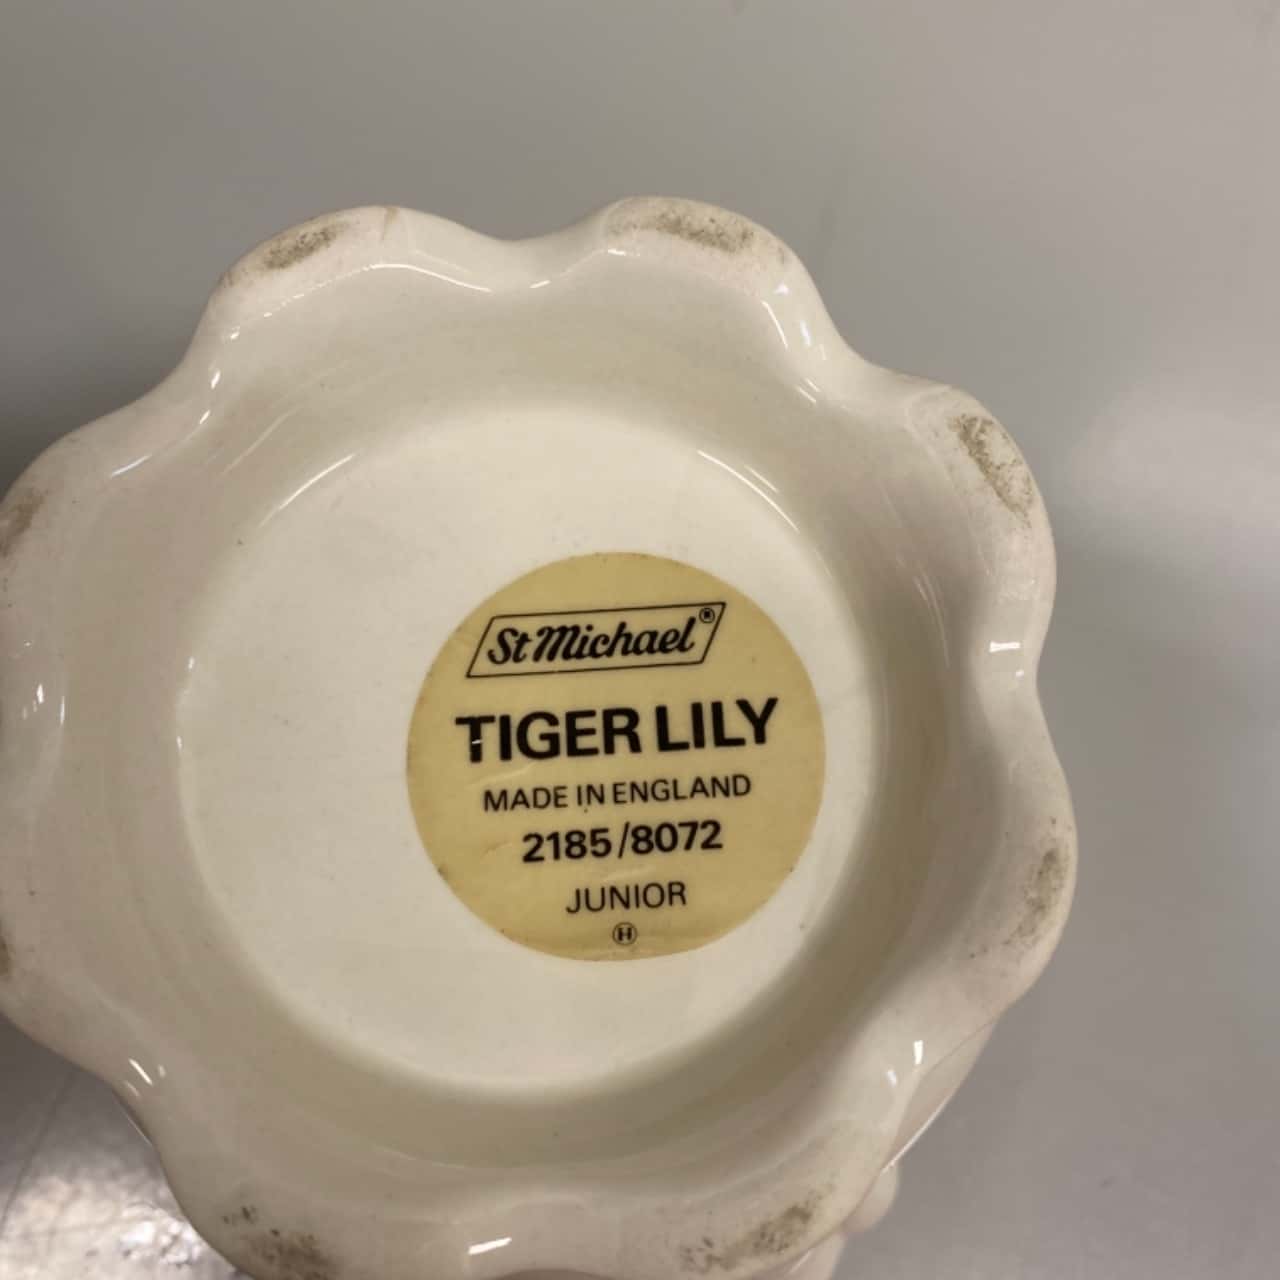 St Michael®
TIGER LILY
MADE IN ENGLAND
2185/8072
JUNIOR
Ⓗ